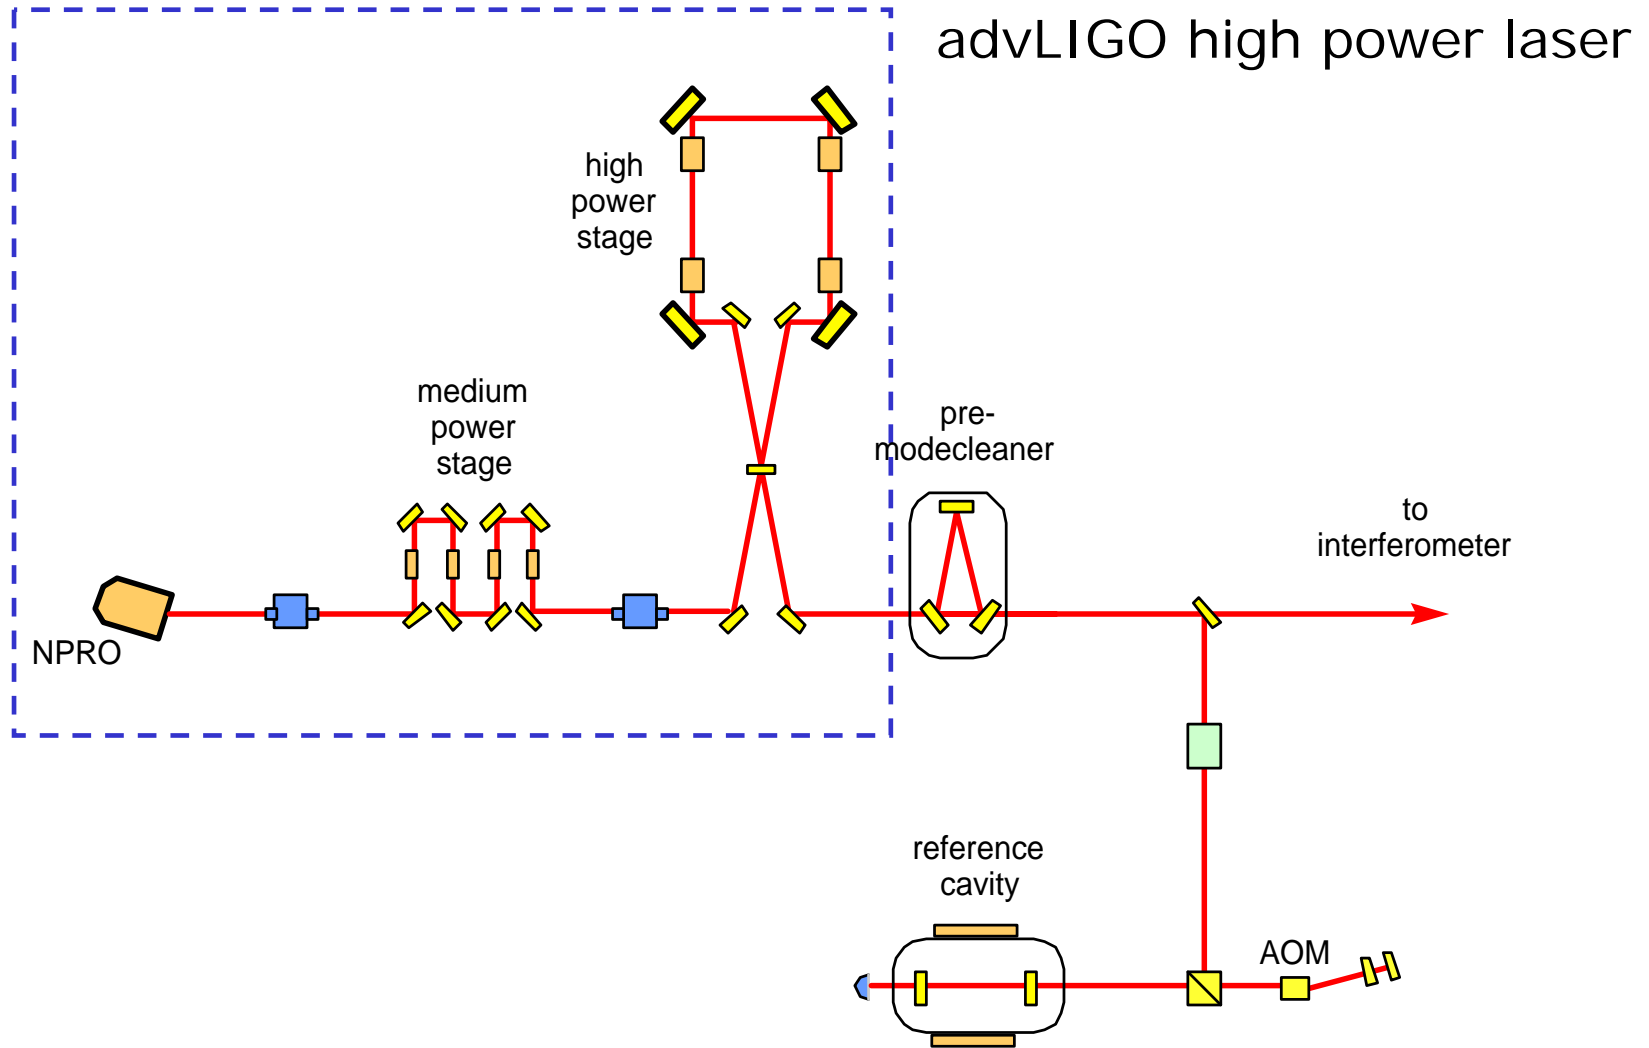 advLIGO high power laser
high
power
stage
medium
power
stage
pre-
modecleaner
to
interferometer
NPRO
reference
cavity
AOM